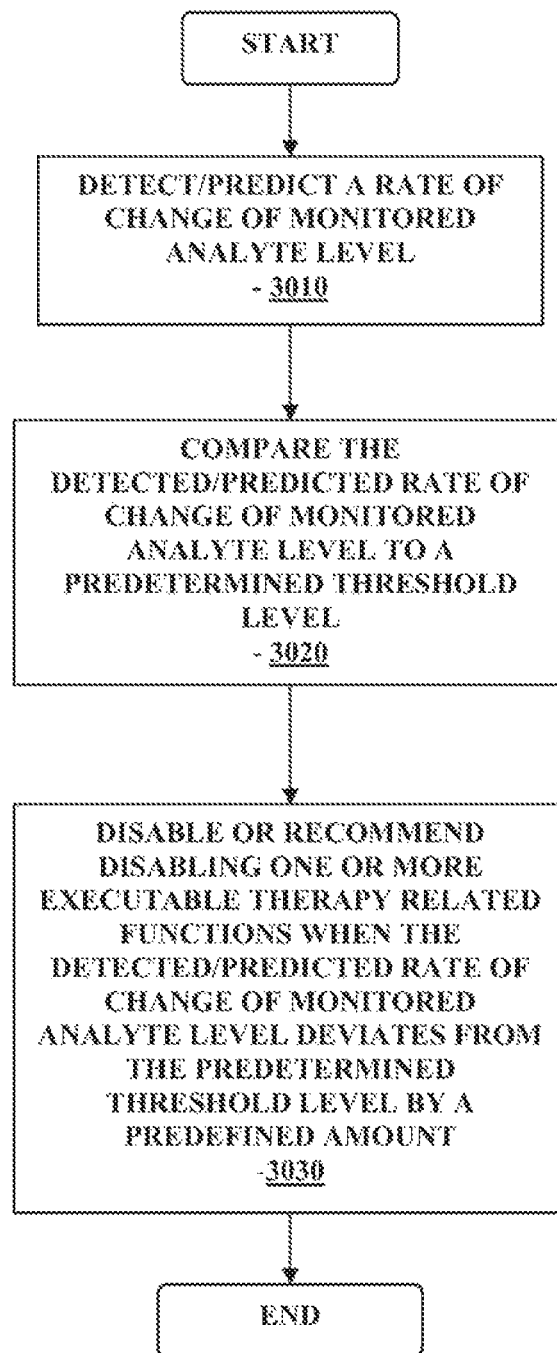 START
DETECT/PREDICT A RATE OF
CHANGE OF MONITORED
ANALYTE LEVEL
- 3010
COMPARE THE
DETECTED/PREDICTED RATE OF
CHANGE OF MONITORED
ANALYTE LEVEL TO A
PREDETERMINED THRESHOLD
LEVEL
- 3020
DISABLE OR RECOMMEND
DISABLING ONE OR MORE
EXECUTABLE THERAPY RELATED
FUNCTIONS WHEN THE
DETECTED/PREDICTED RATE OF
CHANGE OF MONITORED
ANALYTE LEVEL DEVIATES FROM
THE PREDETERMINED
THRESHOLD LEVEL BY A
PREDEFINED AMOUNT
-3030
END